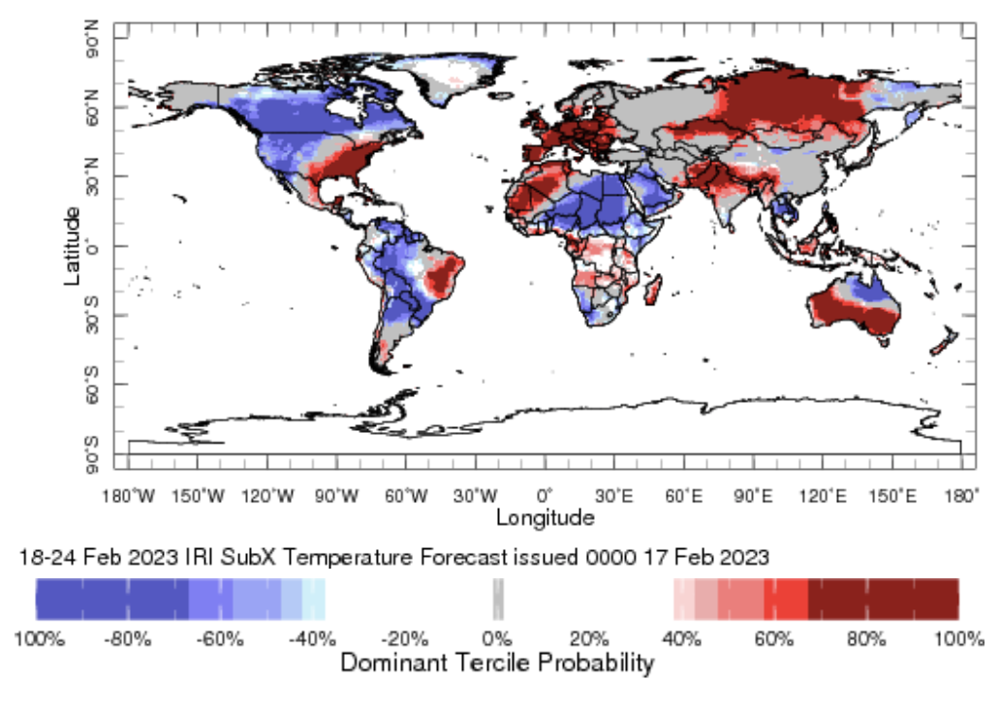 90°N
60°N
30°N
0°
30°S
60°S
90°S
Latitude
180°W 150°W 120°W 90°W 60°W 30°W 0° 30°E 60°E 90°E 120°E 150°E 180°
Longitude
18-24 Feb 2023 IRI SubX Temperature Forecast issued 0000 17 Feb 2023
100% -80% -60% -40% -20% 0% 20% 40% 60% 80% 100%
Dominant Tercile Probability